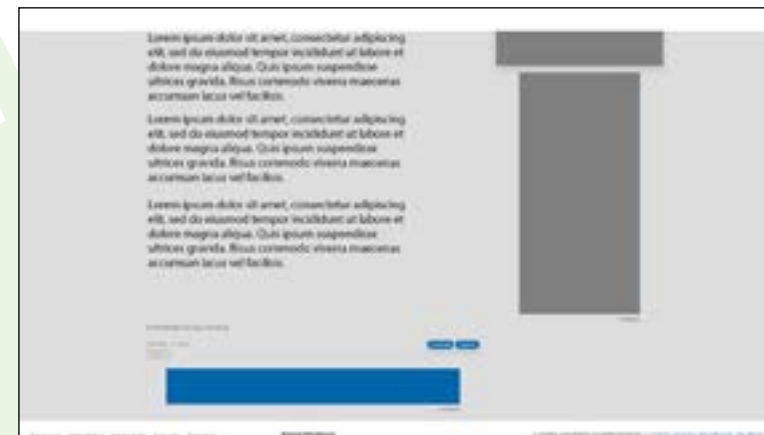 Lorem ipsum dolor sit amet, consectetur adipiscing
elit, sed do eiusmod tempor incididunt ut labore et
dolore magna aliqua. Quis ipsum suspendisse
ultrices gravida. Risus commodo viverra maecenas
accumsan lacus vel facilisis.
Lorem ipsum dolor sit amet, consectetur adipiscing
elit, sed do eiusmod tempor incididunt ut labore et
dolore magna aliqua. Quis ipsum suspendisse
ultrices gravida. Risus commodo viverra maecenas
accumsan lacus vel facilisis.
Lorem ipsum dolor sit amet, consectetur adipiscing
elit, sed do eiusmod tempor incididunt ut labore et
dolore magna aliqua. Quis ipsum suspendisse
ultrices gravida. Risus commodo viverra maecenas
accumsan lacus vel facilisis.